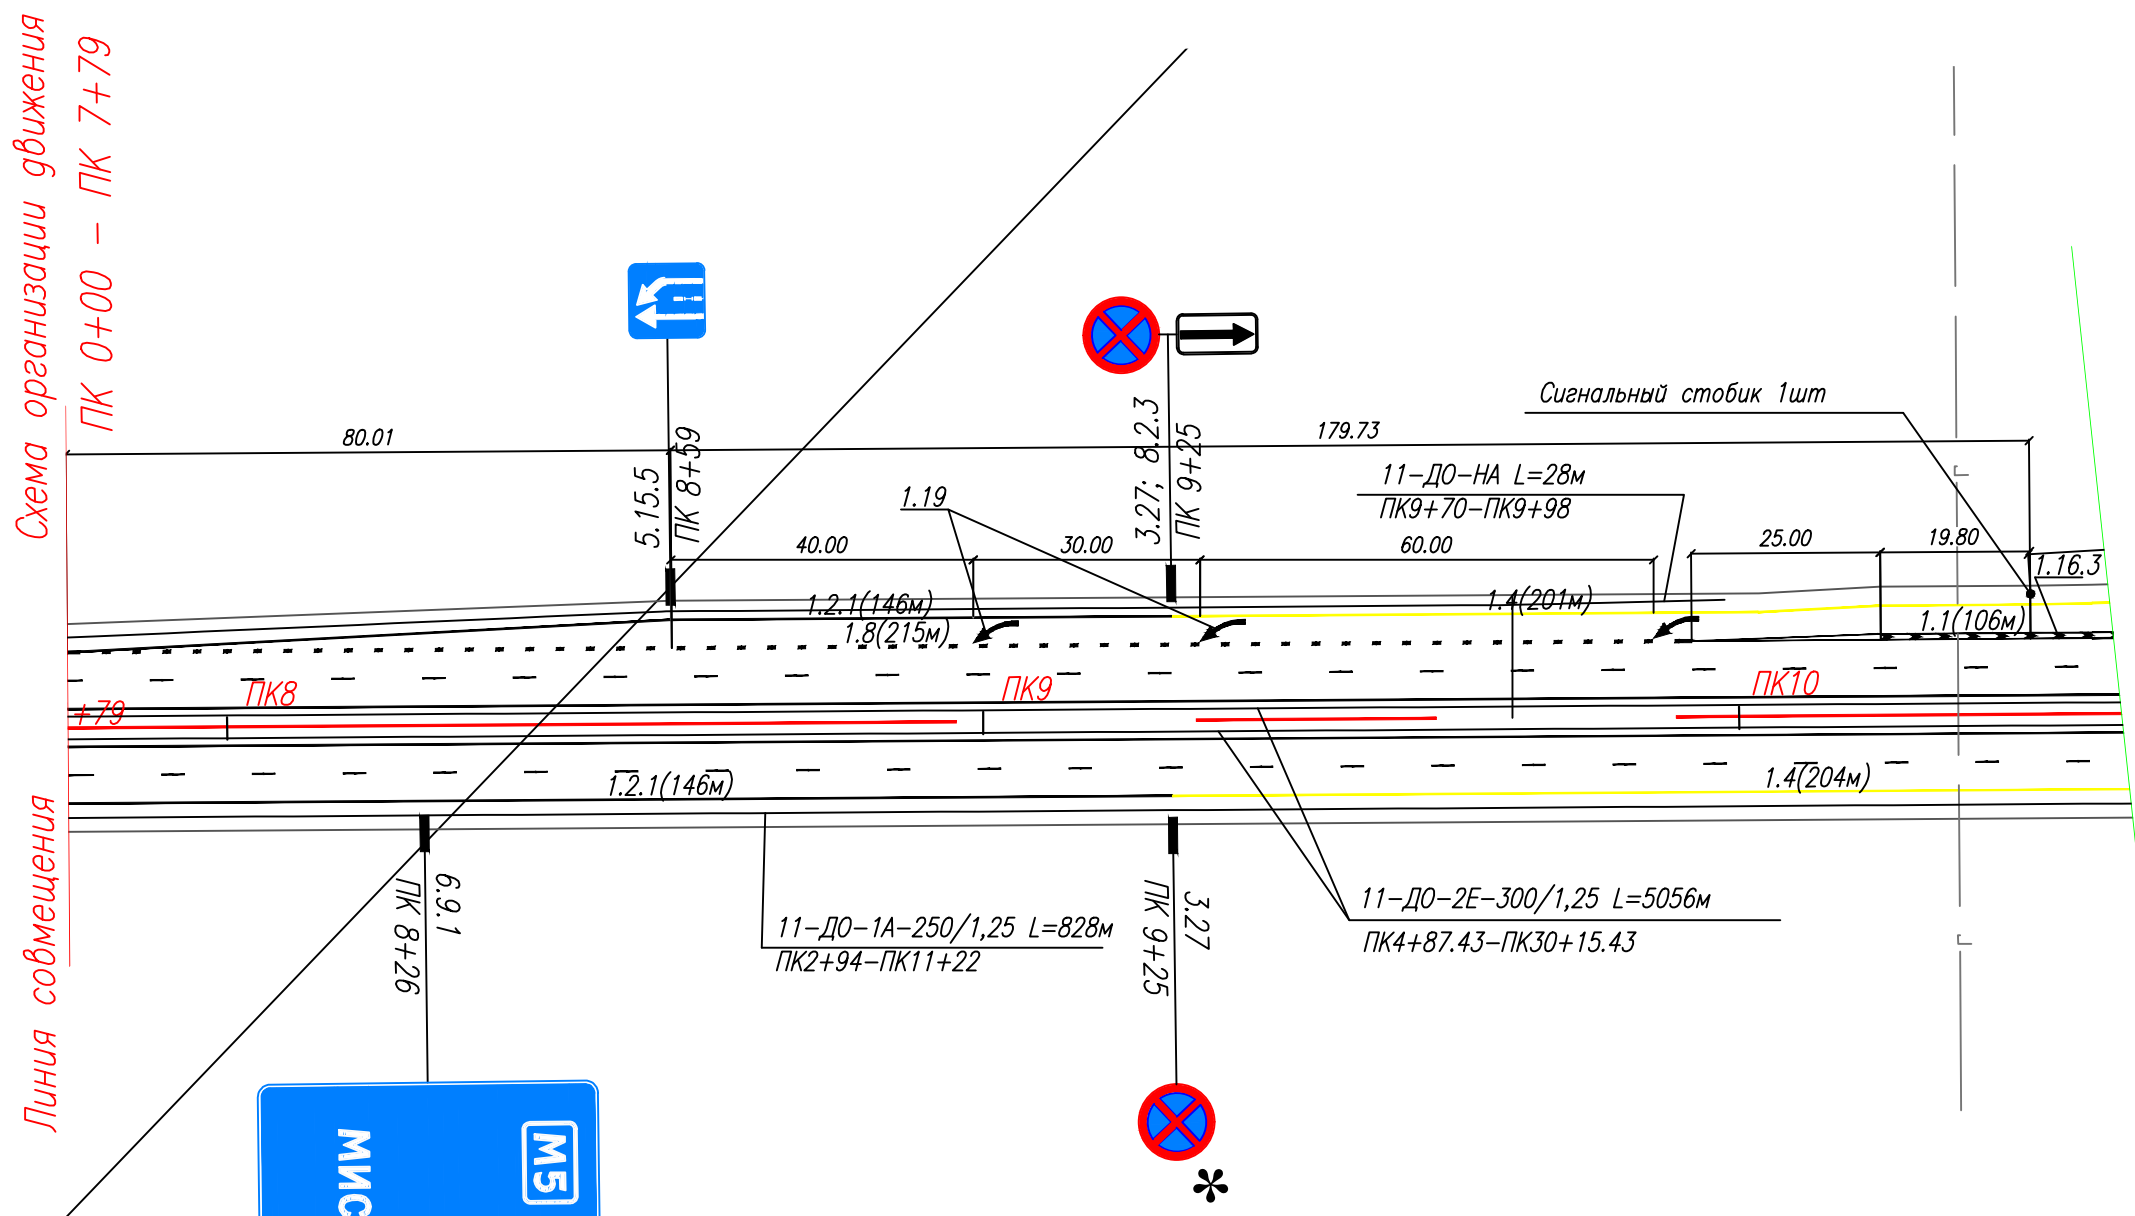 Схема организации движения
ПК 0+00 - ПК 7+79
Линия совмещения
80.01
179.73
Сигнальный стобик 1шт
5.15.5
ПК 8+59
3.27; 8.2.3
ПК 9+25
11-ДО-НА L=28м
ПК9+70-ПК9+98
1.19
40.00
30.00
60.00
25.00
19.80
1.16.3
1.2.1(146м)
1.4(201м)
1.8(215м)
1.1(106м)
ПК8
ПК9
ПК10
+79
1.2.1(146м)
1.4(204м)
6.9.1
ПК 8+26
11-ДО-1А-250/1,25 L=828м
ПК2+94-ПК11+22
3.27
ПК 9+25
11-ДО-2Е-300/1,25 L=5056м
ПК4+87.43-ПК30+15.43
М5
МИС
*